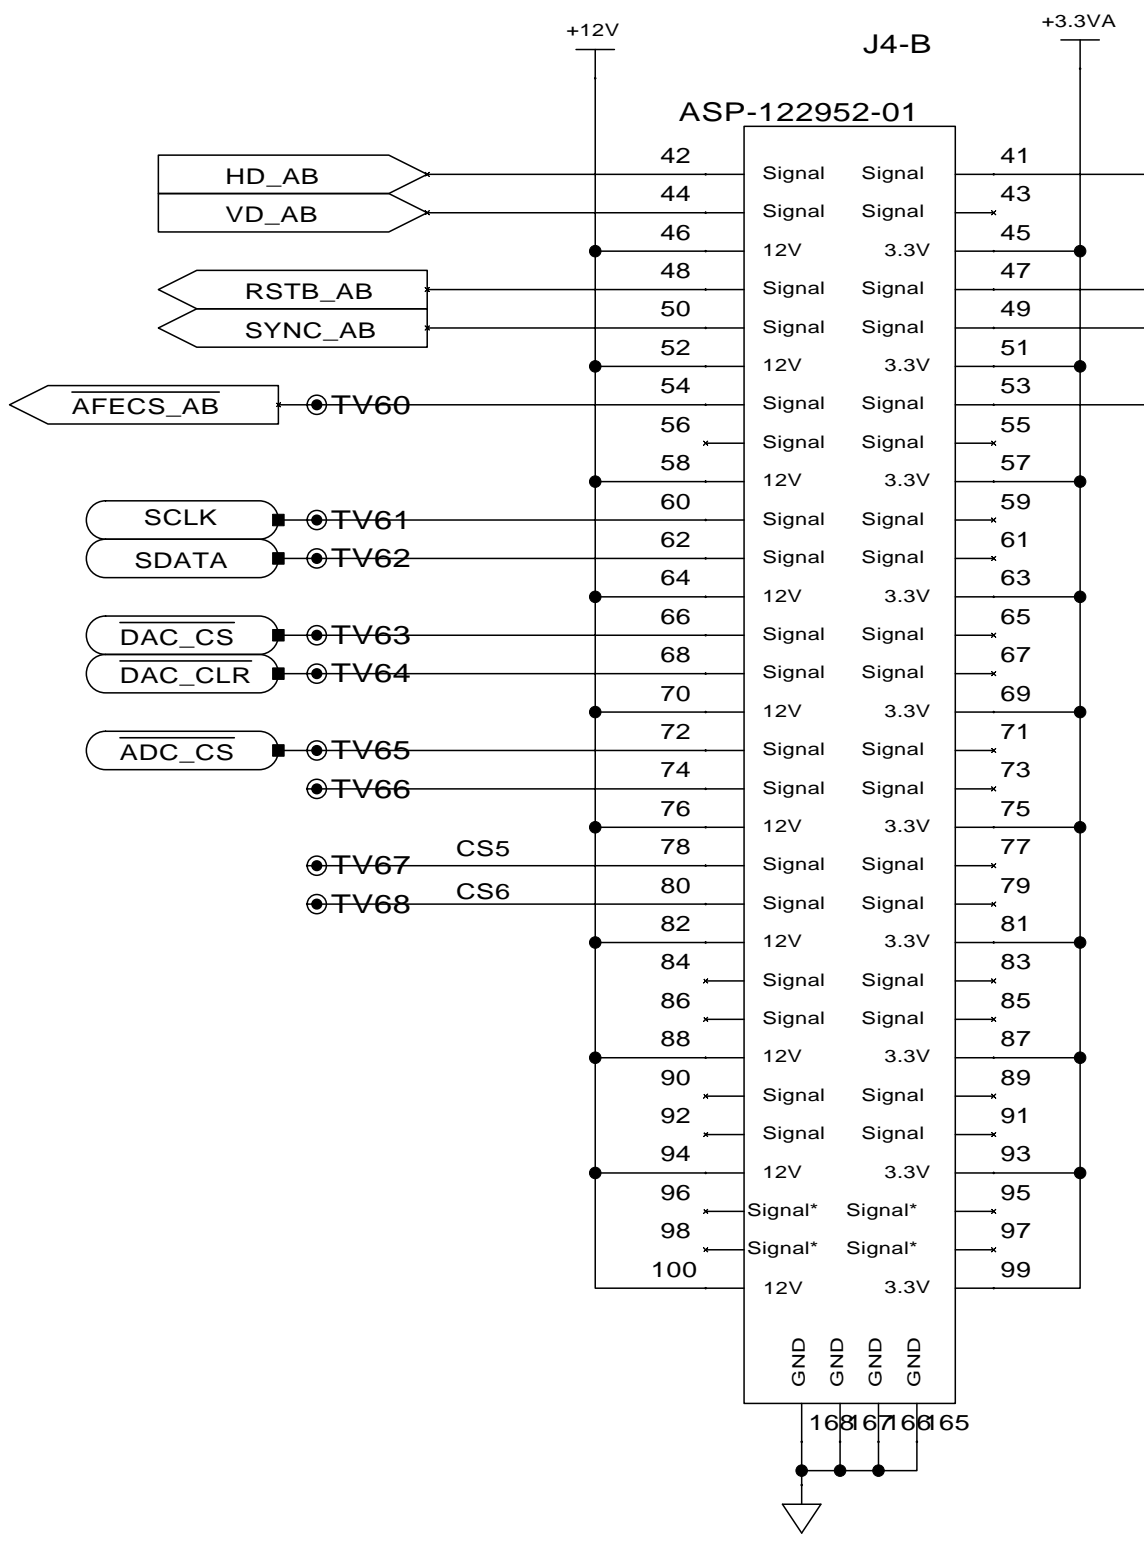 +12V +3.3VA
J4-B
ASP-122952-01
HD_AB 42 Signal Signal 41
VD_AB 44 Signal Signal 43
46 12V 3.3V 45
RSTB_AB 48 Signal Signal 47
SYNC_AB 50 Signal Signal 49
52 12V 3.3V 51
AFECS_AB TV60 54 Signal Signal 53
56 Signal Signal 55
58 12V 3.3V 57
SCLK TV61 60 Signal Signal 59
SDATA TV62 62 Signal Signal 61
64 12V 3.3V 63
DAC_CS TV63 66 Signal Signal 65
DAC_CLR TV64 68 Signal Signal 67
70 12V 3.3V 69
ADC_CS TV65 72 Signal Signal 71
TV66 74 Signal Signal 73
76 12V 3.3V 75
TV67 CS5 78 Signal Signal 77
TV68 CS6 80 Signal Signal 79
82 12V 3.3V 81
84 Signal Signal 83
86 Signal Signal 85
88 12V 3.3V 87
90 Signal Signal 89
92 Signal Signal 91
94 12V 3.3V 93
96 Signal* Signal* 95
98 Signal* Signal* 97
100 12V 3.3V 99
GND GND GND GND
168 167 166 165